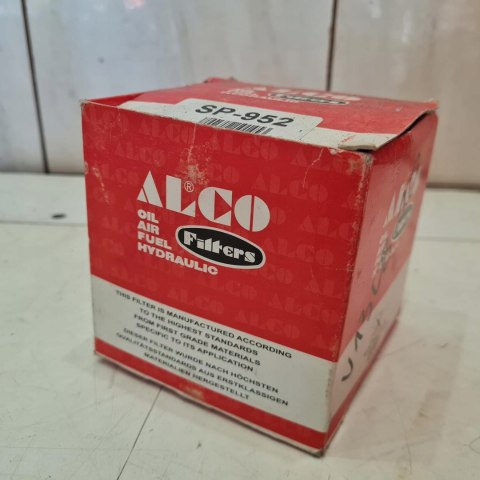 SP-952
ALCO®
OIL
AIR
FUEL
HYDRAULIC
Filters
THIS FILTER IS MANUFACTURED ACCORDING
TO THE HIGHEST STANDARDS
FROM FIRST GRADE MATERIALS
SPECIFIC TO ITS APPLICATION
DIESER FILTER WURDE NACH HÖCHSTEN
QUALITÄTSSTANDARDS AUS ERSTKLASSIGEN
MATERIALIEN HERGESTELLT